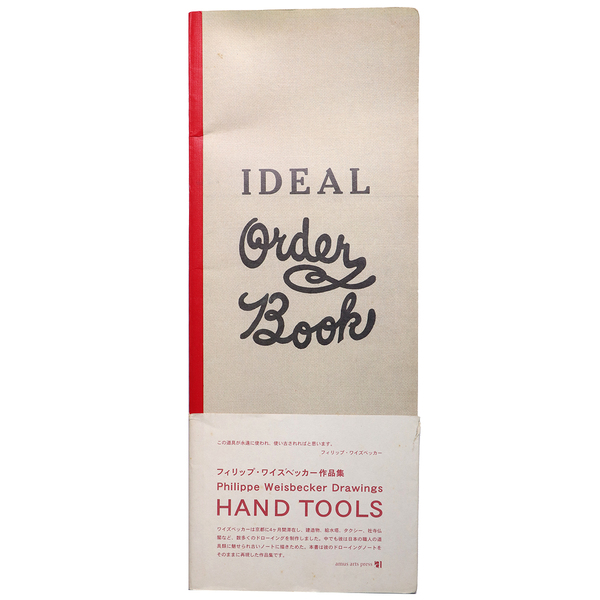 IDEAL
Order
Book
この道具が永遠に使われ、使い古されればと思います。
フィリップ・ワイズベッカー
フィリップ・ワイズベッカー作品集
Philippe Weisbecker Drawings
HAND TOOLS
ワイズベッカーは京都に4ヶ月間滞在し、建造物、給水塔、タクシー、社寺仏
閣など、数多くのドローイングを制作しました。中でも彼は日本の職人の道
具類に魅せられ古いノートに描きためた。本書は彼のドローイングノートを
そのままに再現した作品集です。
amus arts press